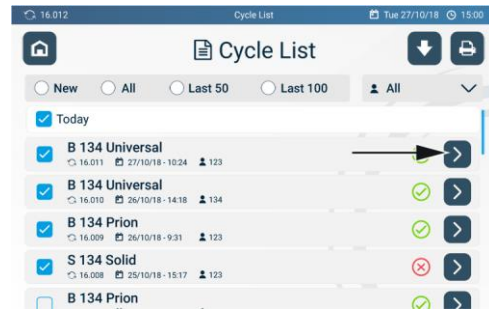 16.012 Cycle List Tue 27/10/18 15:00
Cycle List
New All Last 50 Last 100 All
Today
B 134 Universal
16.011 27/10/18 - 10:24 123
B 134 Universal
16.010 27/10/18 - 14:18 134
B 134 Prion
16.009 26/10/18 - 9:31 123
S 134 Solid
16.008 25/10/18 - 15:17 123
B 134 Prion